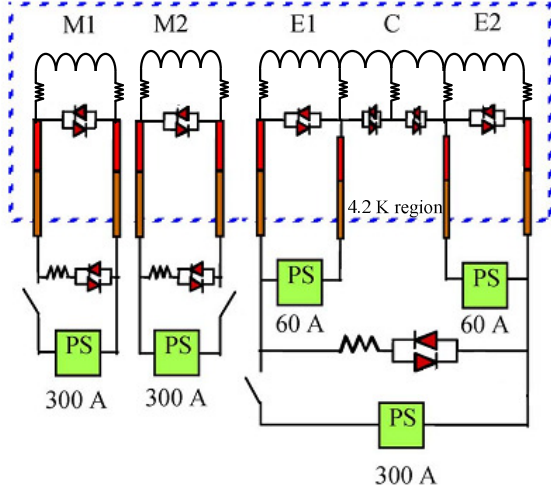 M1 M2 E1 C E2
4.2 K region
PS PS
60 A 60 A
PS PS
300 A 300 A
PS
300 A